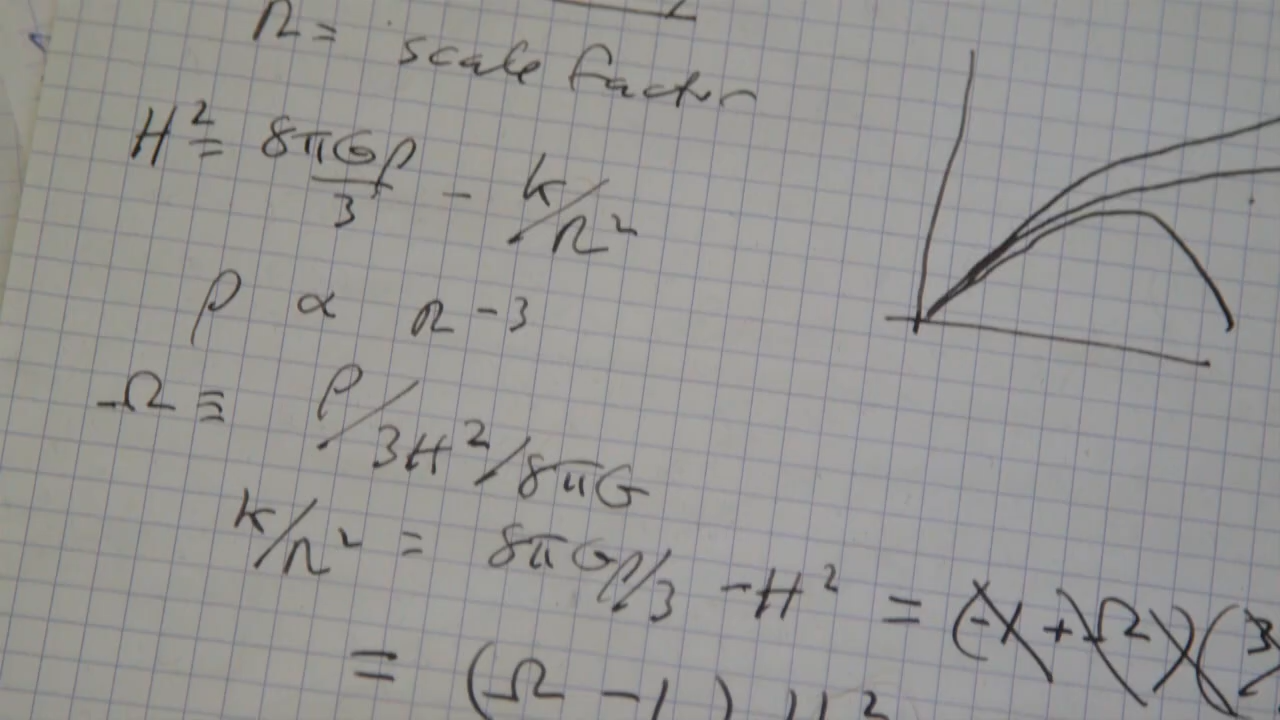 R = scale factor
H² = 8πGρ/3 - k/R²
ρ ∝ R -3
Ω ≡ ρ/3H²/8πG
k/R² = 8πGρ/3 - H² = (-1 + Ω)(3
= (Ω - 1) H²